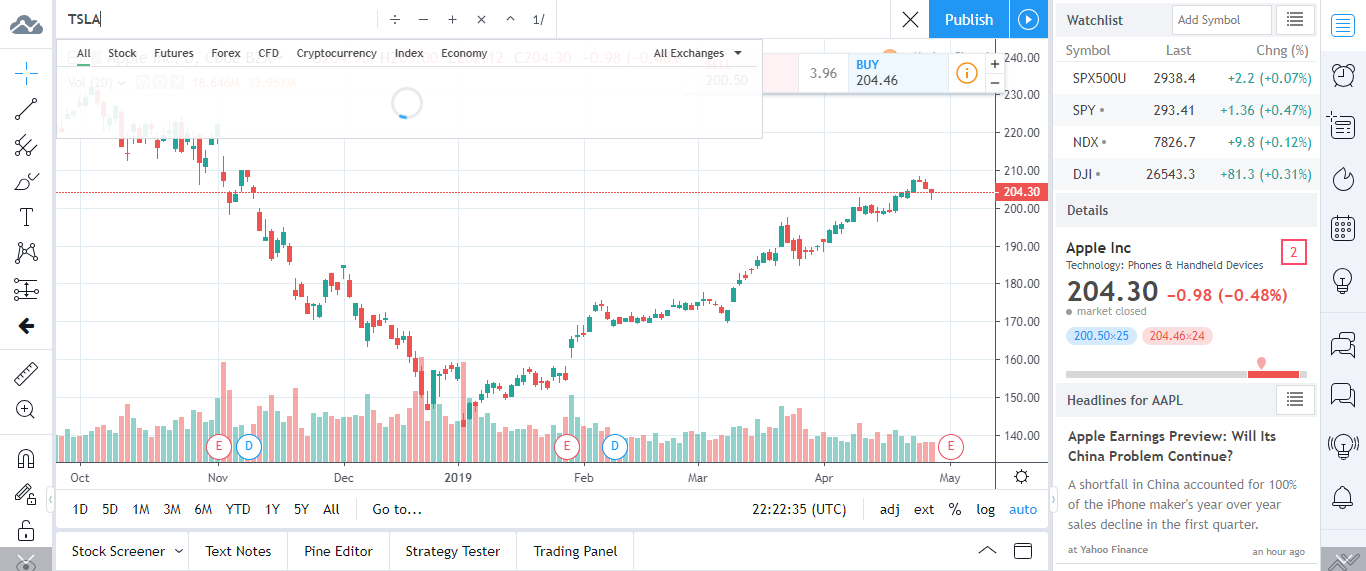 TSLA
÷ − + × ^ 1/
Publish
All Stock Futures Forex CFD Cryptocurrency Index Economy All Exchanges
Vol (20) 18.646M 22.957M
200.50
3.96
BUY
204.46
240.00
230.00
220.00
210.00
204.30
200.00
190.00
180.00
170.00
160.00
150.00
140.00
E D E D E
Oct Nov Dec 2019 Feb Mar Apr May
1D 5D 1M 3M 6M YTD 1Y 5Y All Go to... 22:22:35 (UTC) adj ext % log auto
Stock Screener Text Notes Pine Editor Strategy Tester Trading Panel
Watchlist Add Symbol
Symbol Last Chng (%)
SPX500U 2938.4 +2.2 (+0.07%)
SPY 293.41 +1.36 (+0.47%)
NDX 7826.7 +9.8 (+0.12%)
DJI 26543.3 +81.3 (+0.31%)
Details
Apple Inc 2
Technology: Phones & Handheld Devices
204.30 −0.98 (−0.48%)
market closed
200.50×25 204.46×24
Headlines for AAPL
Apple Earnings Preview: Will Its
China Problem Continue?
A shortfall in China accounted for 100%
of the iPhone maker's year over year
sales decline in the first quarter.
at Yahoo Finance an hour ago